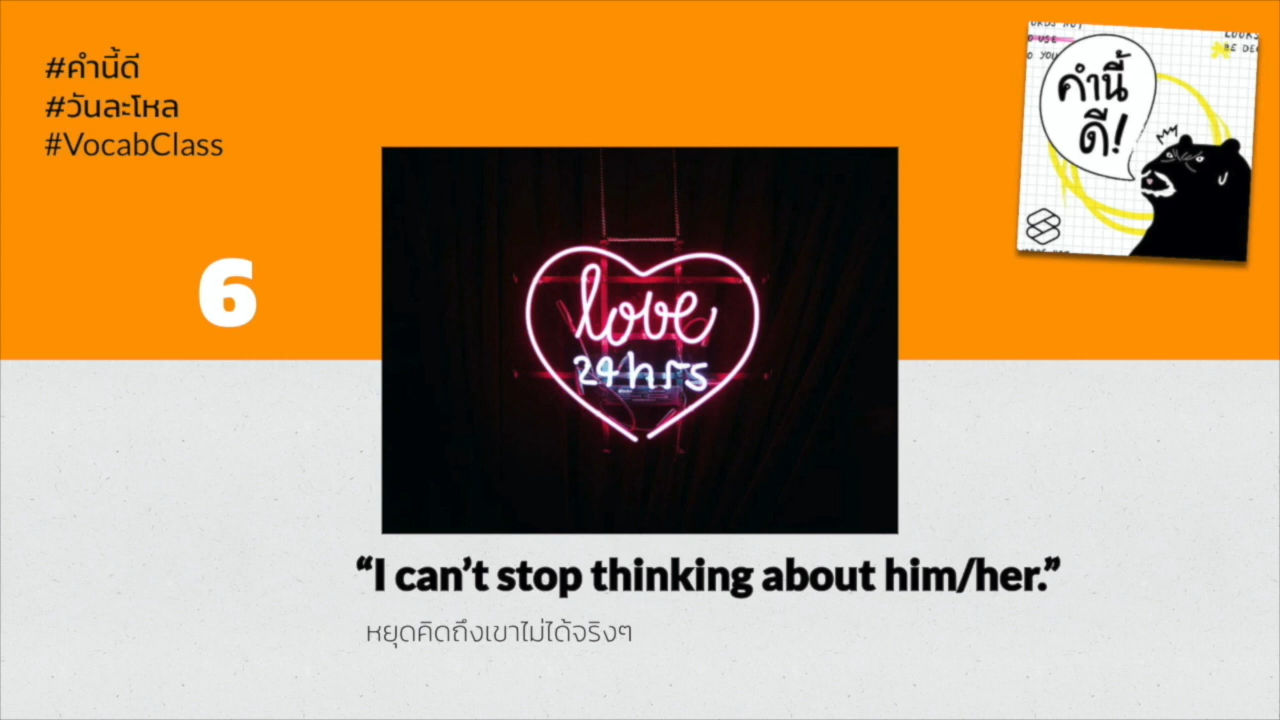 #คำนี้ดี
#วันละโหล
#VocabClass
TO USE
คำนี้
ดี!
6
love
24hrs
“I can’t stop thinking about him/her.”
หยุดคิดถึงเขาไม่ได้จริงๆ